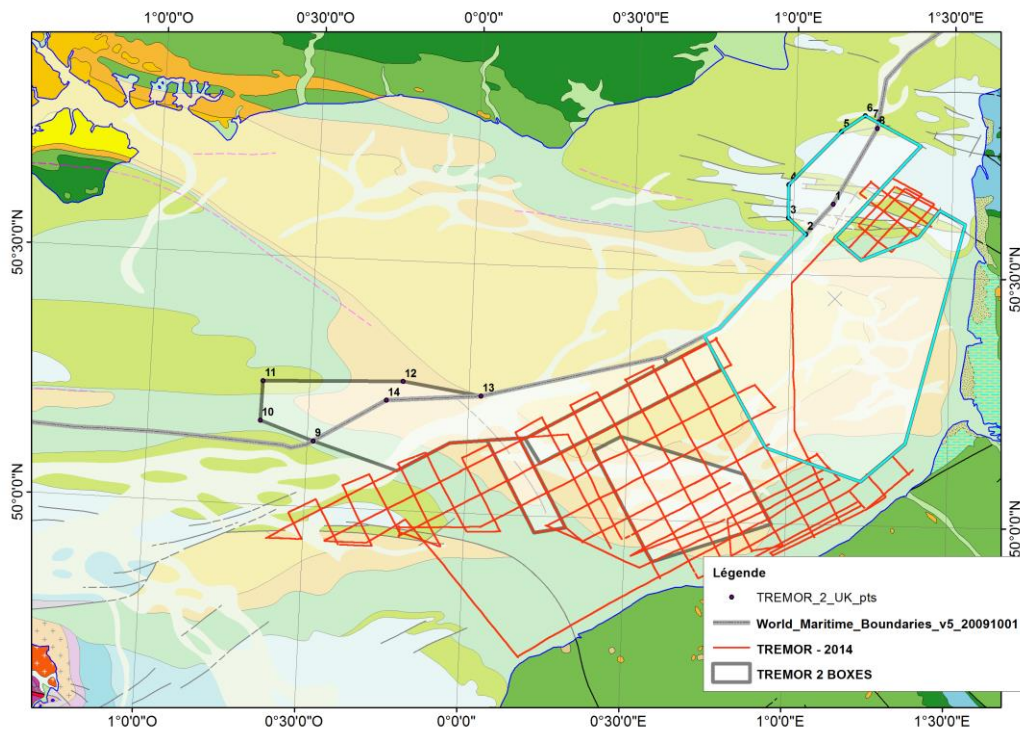 1°0'0"O 0°30'0"O 0°0'0" 0°30'0"E 1°0'0"E 1°30'0"E
6
7
8
5
4
1
3
2
50°30'0"N 50°30'0"N
11 12
13
14
10
9
50°0'0"N 50°0'0"N
Légende
TREMOR_2_UK_pts
World_Maritime_Boundaries_v5_20091001
TREMOR - 2014
TREMOR 2 BOXES
1°0'0"O 0°30'0"O 0°0'0" 0°30'0"E 1°0'0"E 1°30'0"E